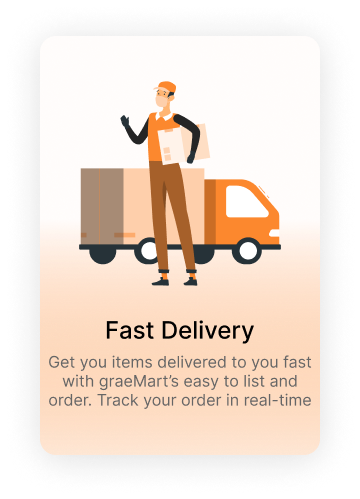 Fast Delivery
Get you items delivered to you fast
with graeMart’s easy to list and
order. Track your order in real-time